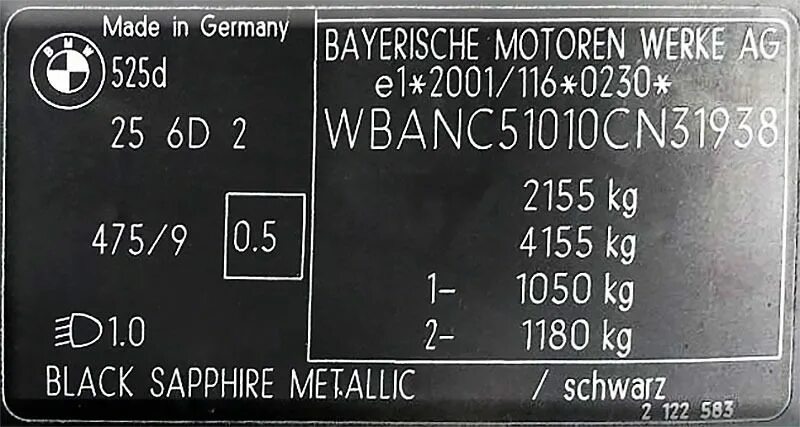 Made in Germany
BMW
525d
25 6D 2
475/9
0.5
1.0
BAYERISCHE MOTOREN WERKE AG
e1*2001/116*0230*
WBANC51010CN31938
2155 kg
4155 kg
1- 1050 kg
2- 1180 kg
BLACK SAPPHIRE METALLIC / schwarz
2 122 583